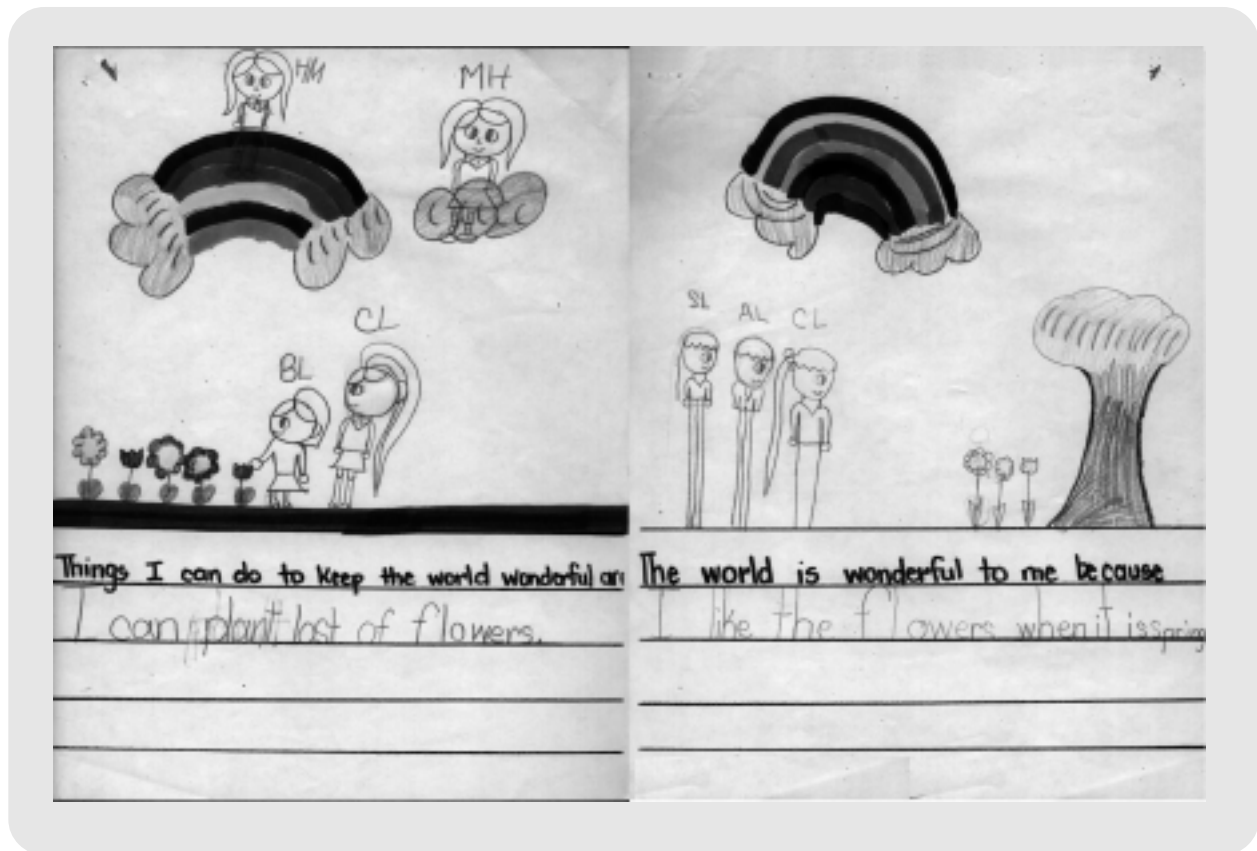 HM
MH
CL
BL
Things I can do to keep the world wonderful are
I can plant lost of flowers.
SL
AL
CL
The world is wonderful to me because
I like the flowers when it is spring